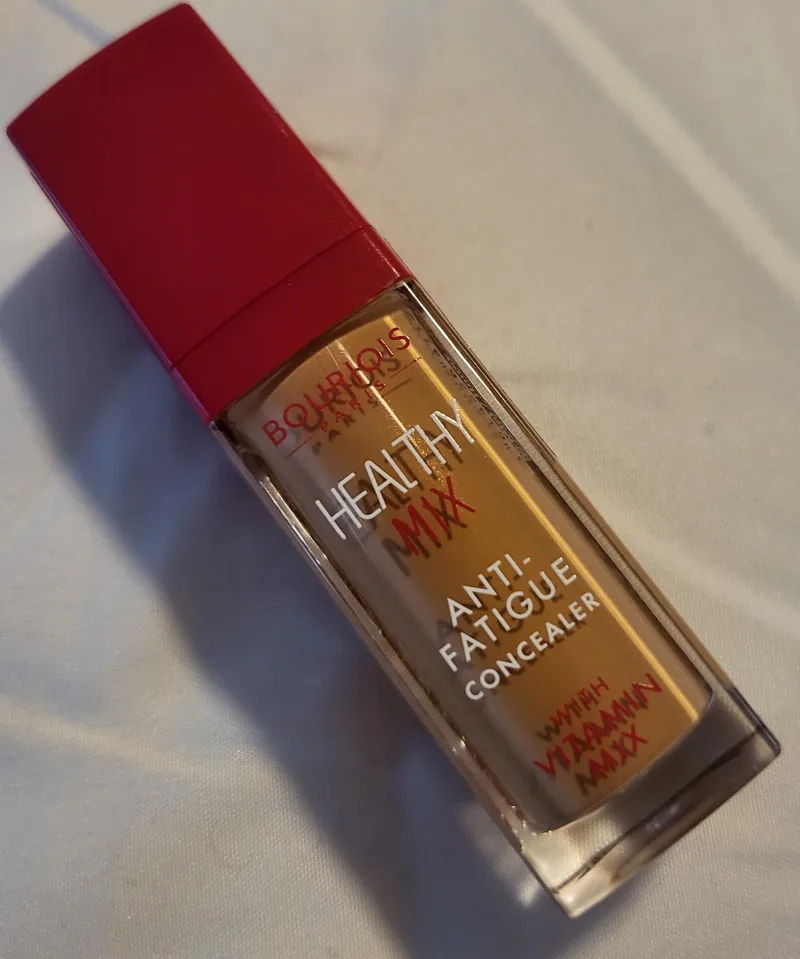 BOURJOIS
PARIS
HEALTHY
MIX
ANTI-
FATIGUE
CONCEALER
WITH
VITAMIN
MIX